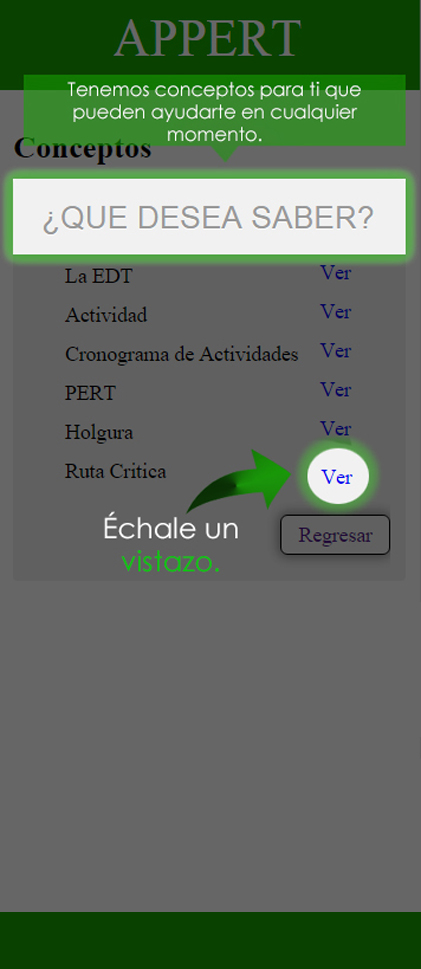 APPERT
Tenemos conceptos para ti que
pueden ayudarte en cualquier
momento.
Conceptos
¿QUE DESEA SABER?
La EDT Ver
Actividad Ver
Cronograma de Actividades Ver
PERT Ver
Holgura Ver
Ruta Critica Ver
Échale un
vistazo.
Regresar